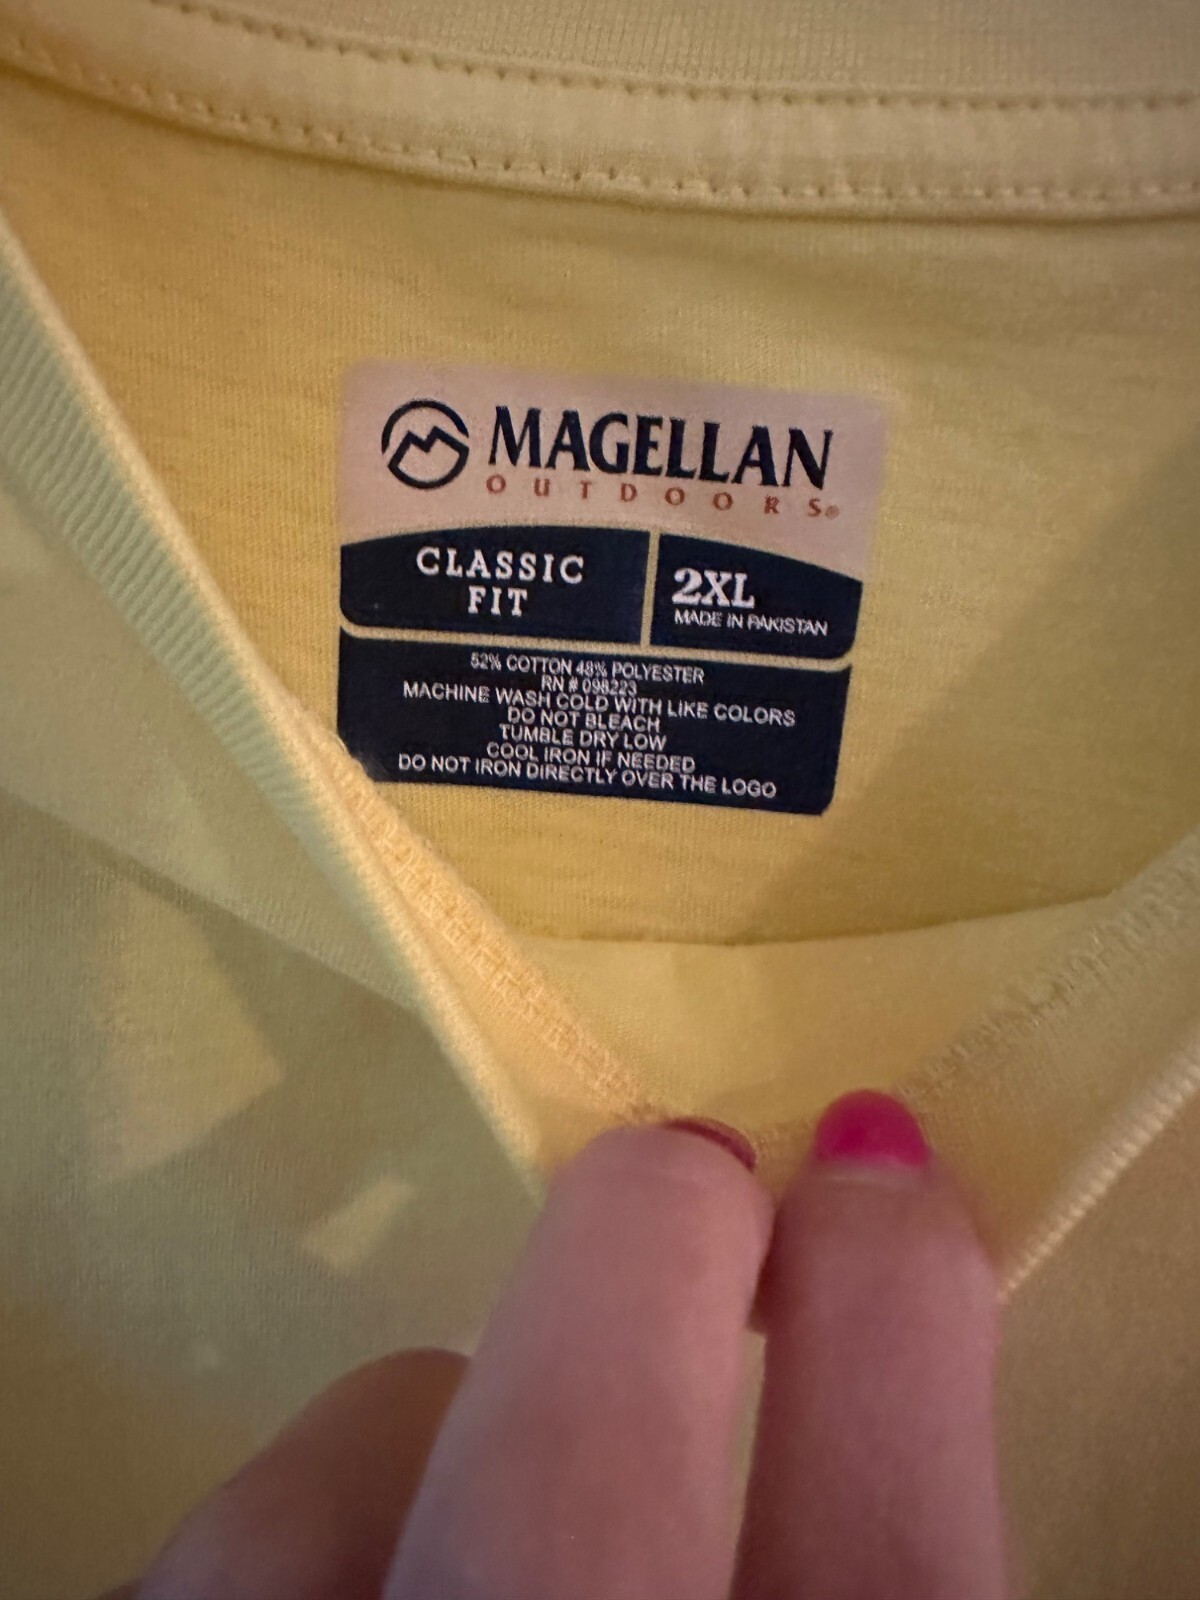 MAGELLAN
OUTDOORS®
CLASSIC
FIT
2XL
MADE IN PAKISTAN
52% COTTON 48% POLYESTER
RN # 098223
MACHINE WASH COLD WITH LIKE COLORS
DO NOT BLEACH
TUMBLE DRY LOW
COOL IRON IF NEEDED
DO NOT IRON DIRECTLY OVER THE LOGO